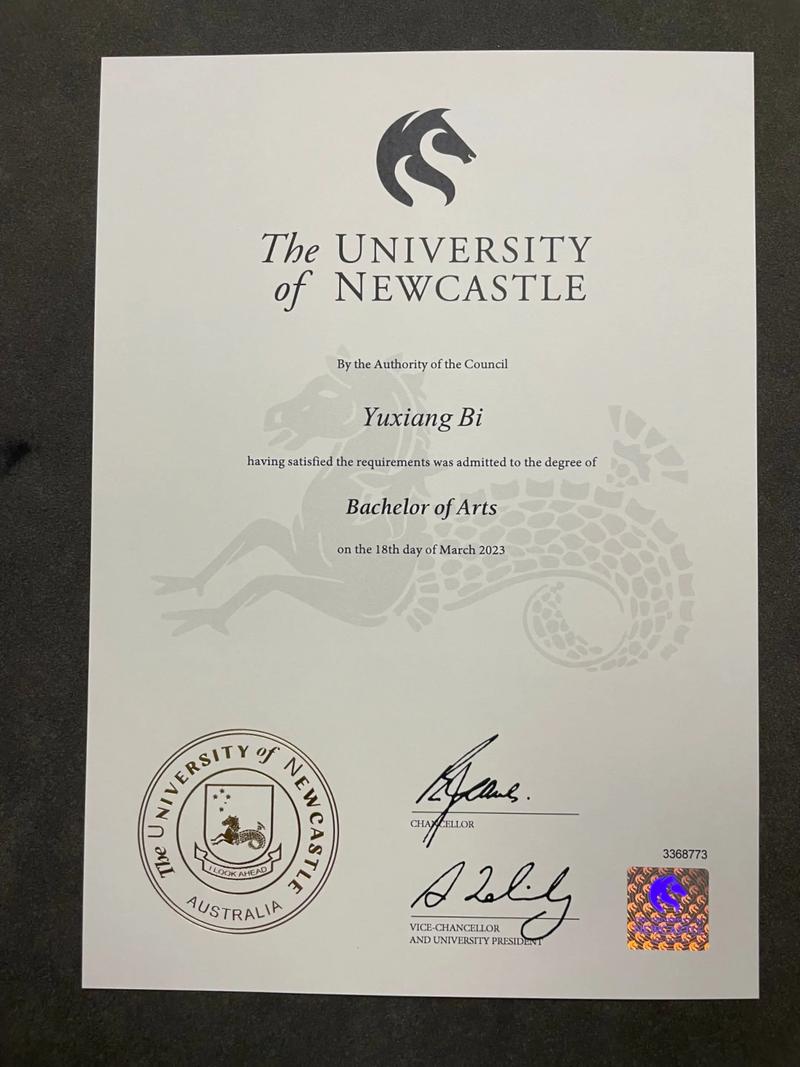 The UNIVERSITY
of NEWCASTLE
By the Authority of the Council
Yuxiang Bi
having satisfied the requirements was admitted to the degree of
Bachelor of Arts
on the 18th day of March 2023
The UNIVERSITY of NEWCASTLE
I LOOK AHEAD
AUSTRALIA
CHANCELLOR
VICE-CHANCELLOR
AND UNIVERSITY PRESIDENT
3368773